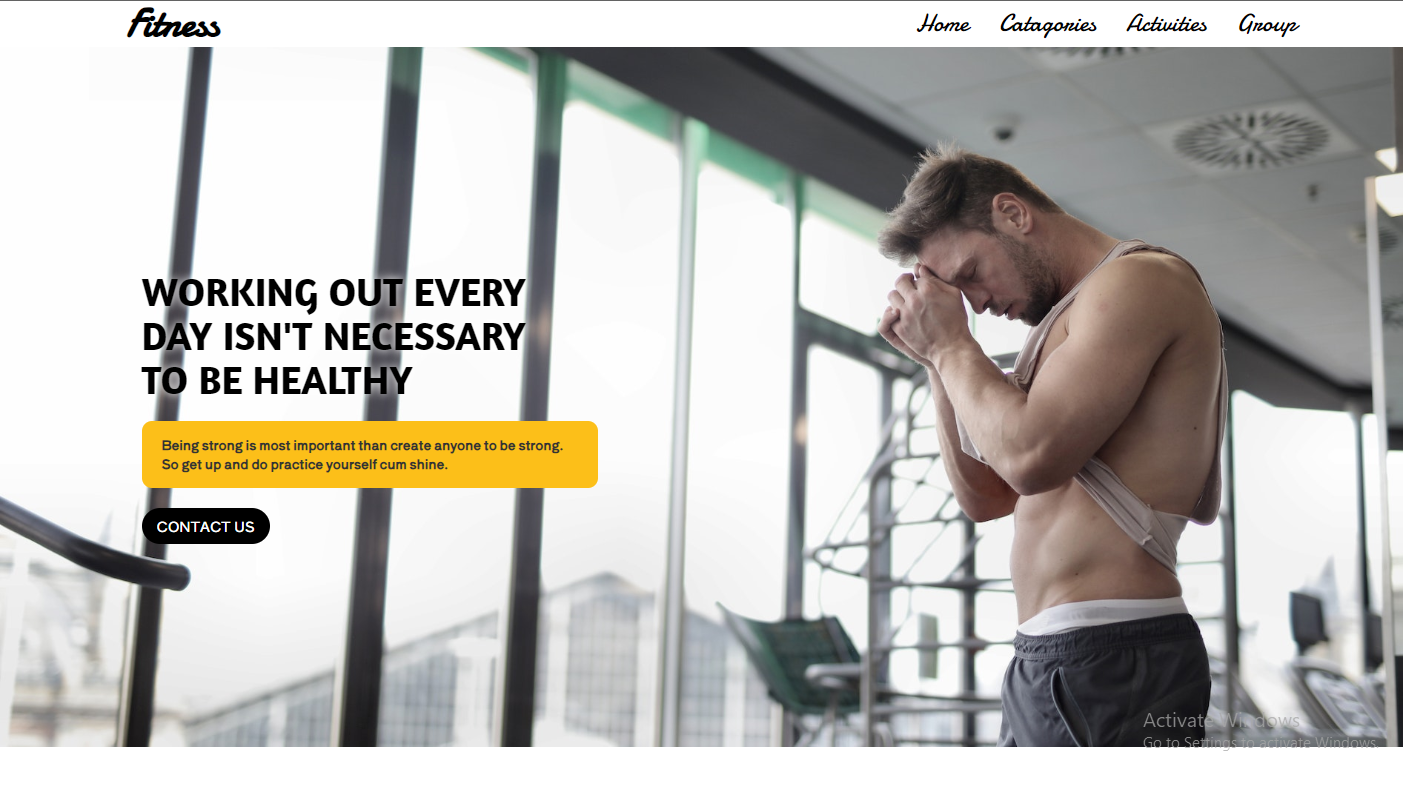 Fitness
Home Catagories Activities Group
WORKING OUT EVERY
DAY ISN'T NECESSARY
TO BE HEALTHY
Being strong is most important than create anyone to be strong.
So get up and do practice yourself cum shine.
CONTACT US
Activate Windows
Go to Settings to activate Windows.